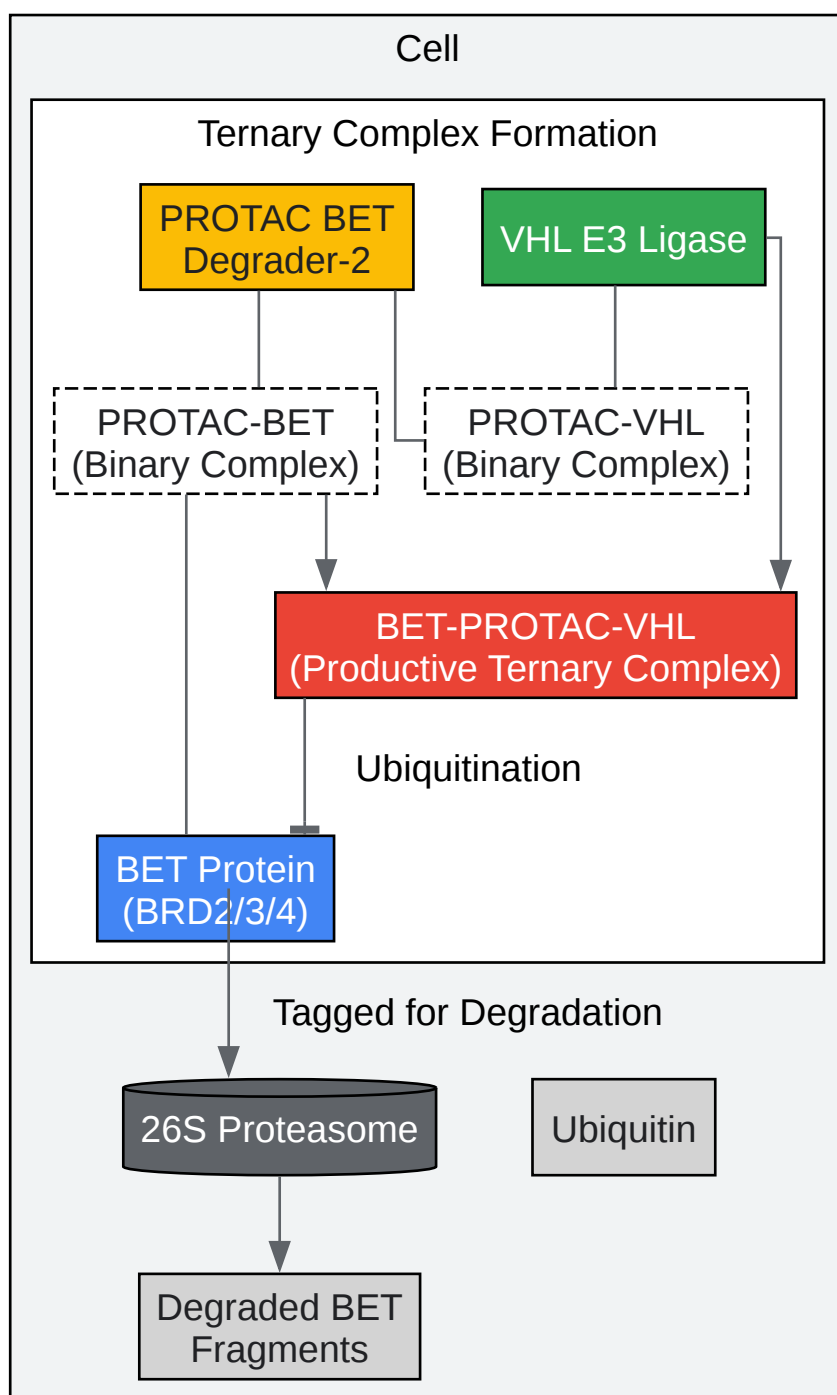 Cell
Ternary Complex Formation
PROTAC BET
Degrader-2
VHL E3 Ligase
PROTAC-BET
(Binary Complex)
PROTAC-VHL
(Binary Complex)
BET-PROTAC-VHL
(Productive Ternary Complex)
Ubiquitination
BET Protein
(BRD2/3/4)
Tagged for Degradation
26S Proteasome
Ubiquitin
Degraded BET
Fragments